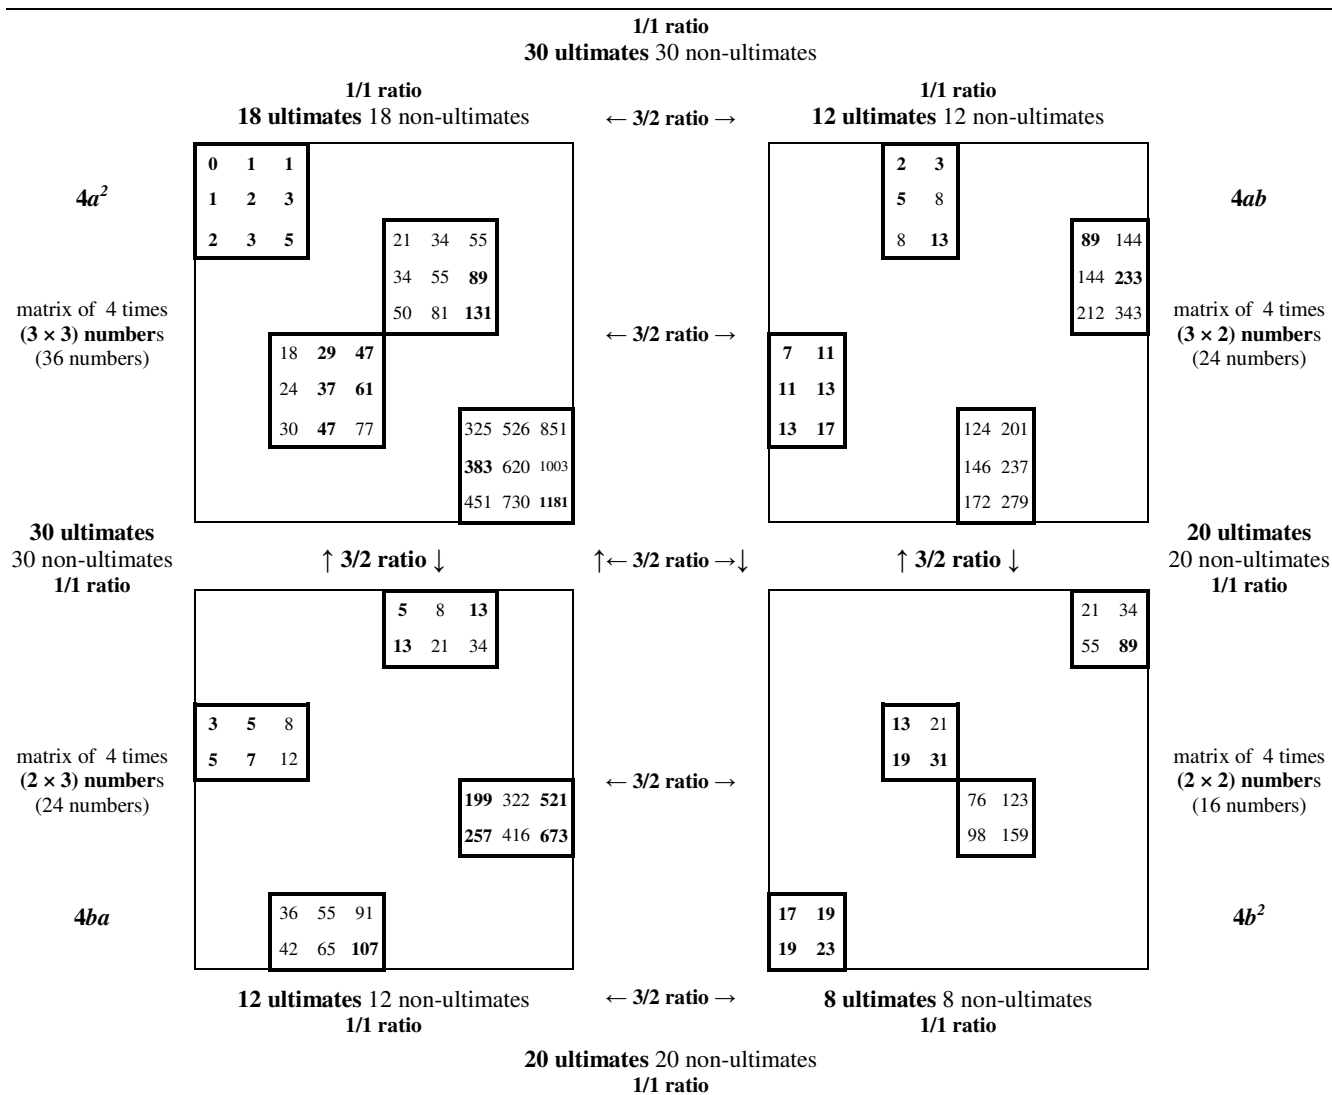 1/1 ratio
30 ultimates 30 non-ultimates
1/1 ratio 1/1 ratio
18 ultimates 18 non-ultimates ← 3/2 ratio → 12 ultimates 12 non-ultimates
0 1 1 2 3
4a² 1 2 3 5 8 4ab
2 3 5 21 34 55 8 13 89 144
34 55 89 144 233
matrix of 4 times 50 81 131 212 343 matrix of 4 times
(3 × 3) numbers ← 3/2 ratio → (3 × 2) numbers
(36 numbers) 18 29 47 7 11 (24 numbers)
24 37 61 11 13
30 47 77 325 526 851 13 17 124 201
383 620 1003 146 237
451 730 1181 172 279
30 ultimates 20 ultimates
30 non-ultimates ↑ 3/2 ratio ↓ ↑← 3/2 ratio →↓ ↑ 3/2 ratio ↓ 20 non-ultimates
1/1 ratio 1/1 ratio
5 8 13 21 34
13 21 34 55 89
3 5 8 13 21
matrix of 4 times 5 7 12 19 31 matrix of 4 times
(2 × 3) numbers ← 3/2 ratio → (2 × 2) numbers
(24 numbers) 199 322 521 76 123 (16 numbers)
257 416 673 98 159
4ba 36 55 91 17 19 4b²
42 65 107 19 23
12 ultimates 12 non-ultimates ← 3/2 ratio → 8 ultimates 8 non-ultimates
1/1 ratio 1/1 ratio
20 ultimates 20 non-ultimates
1/1 ratio